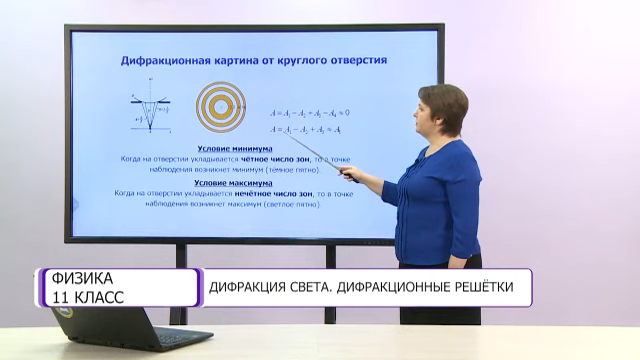 Дифракционная картина от круглого отверстия
A = A₁ − A₂ + A₃ − A₄ ≈ 0
A = A₁ − A₂ + A₃ ≈ A₁
Условие минимума
Когда на отверстии укладывается чётное число зон, то в точке
наблюдения возникнет минимум (тёмное пятно).
Условие максимума
Когда на отверстии укладывается нечётное число зон, то в точке
наблюдения возникнет максимум (светлое пятно)
ФИЗИКА
11 КЛАСС
ДИФРАКЦИЯ СВЕТА. ДИФРАКЦИОННЫЕ РЕШЁТКИ